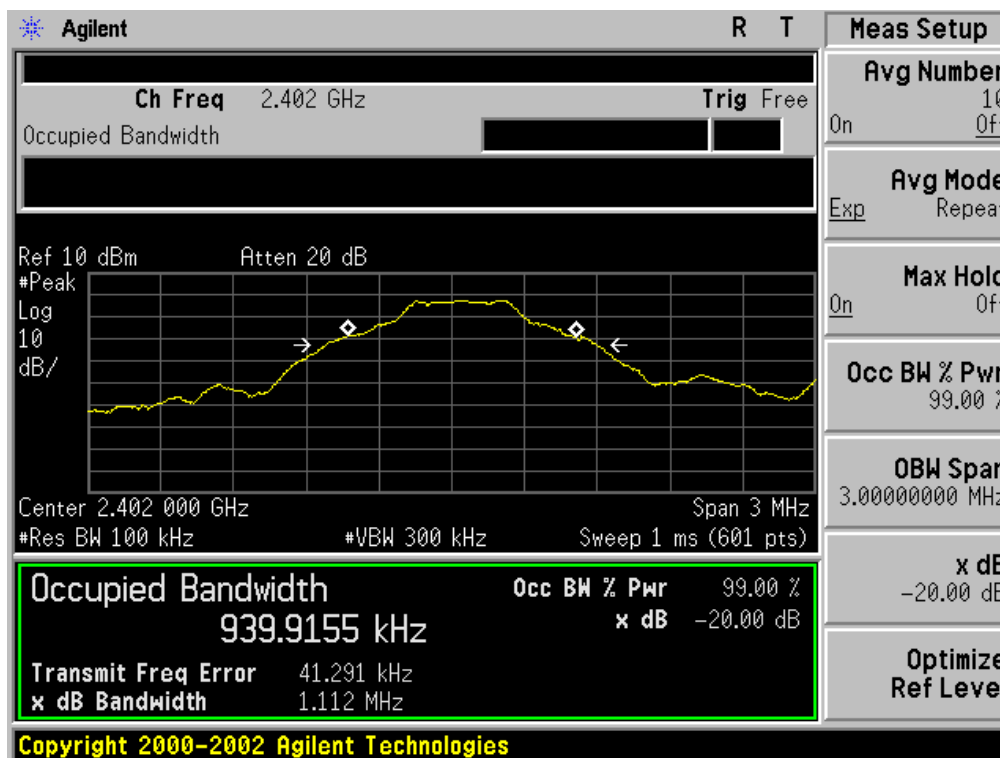 Agilent R T
Ch Freq 2.402 GHz Trig Free
Occupied Bandwidth
Ref 10 dBm Atten 20 dB
#Peak
Log
10
dB/
Center 2.402 000 GHz Span 3 MHz
#Res BW 100 kHz #VBW 300 kHz Sweep 1 ms (601 pts)
Occupied Bandwidth Occ BW % Pwr 99.00 %
939.9155 kHz x dB -20.00 dB
Transmit Freq Error 41.291 kHz
x dB Bandwidth 1.112 MHz
Copyright 2000-2002 Agilent Technologies
Meas Setup
Avg Number
10
On Off
Avg Mode
Exp Repeat
Max Hold
On Off
Occ BW % Pwr
99.00 %
OBW Span
3.00000000 MHz
x dB
-20.00 dB
Optimize
Ref Level